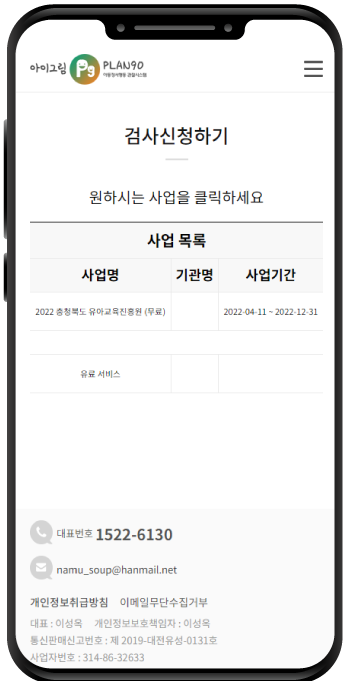 아이그림 P9 PLAN90
아동정서행동 관찰시스템
검사신청하기
원하시는 사업을 클릭하세요
사업 목록
사업명 기관명 사업기간
2022 충청북도 유아교육진흥원 (무료) 2022-04-11 ~ 2022-12-31
유료 서비스
대표번호 1522-6130
namu_soup@hanmail.net
개인정보취급방침 이메일무단수집거부
대표 : 이성옥 개인정보보호책임자 : 이성옥
통신판매신고번호 : 제 2019-대전유성-0131호
사업자번호 : 314-86-32633